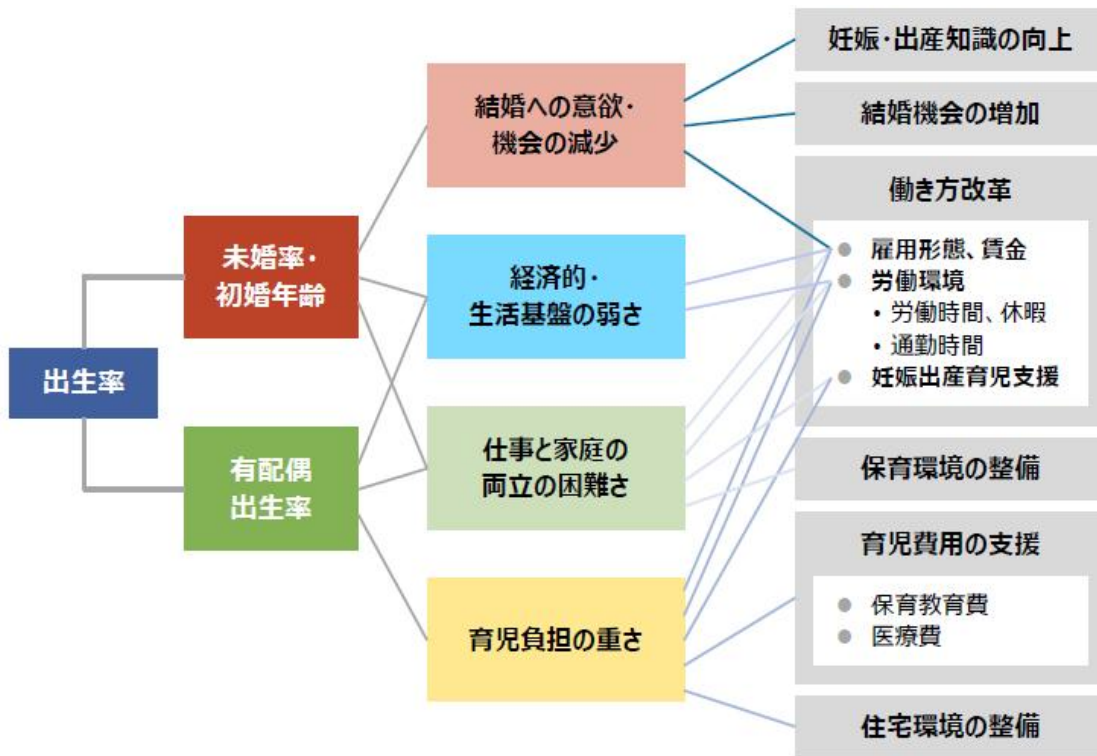 出生率
未婚率・
初婚年齢
有配偶
出生率
結婚への意欲・
機会の減少
経済的・
生活基盤の弱さ
仕事と家庭の
両立の困難さ
育児負担の重さ
妊娠・出産知識の向上
結婚機会の増加
働き方改革
● 雇用形態、賃金
● 労働環境
・労働時間、休暇
・通勤時間
● 妊娠出産育児支援
保育環境の整備
育児費用の支援
● 保育教育費
● 医療費
住宅環境の整備